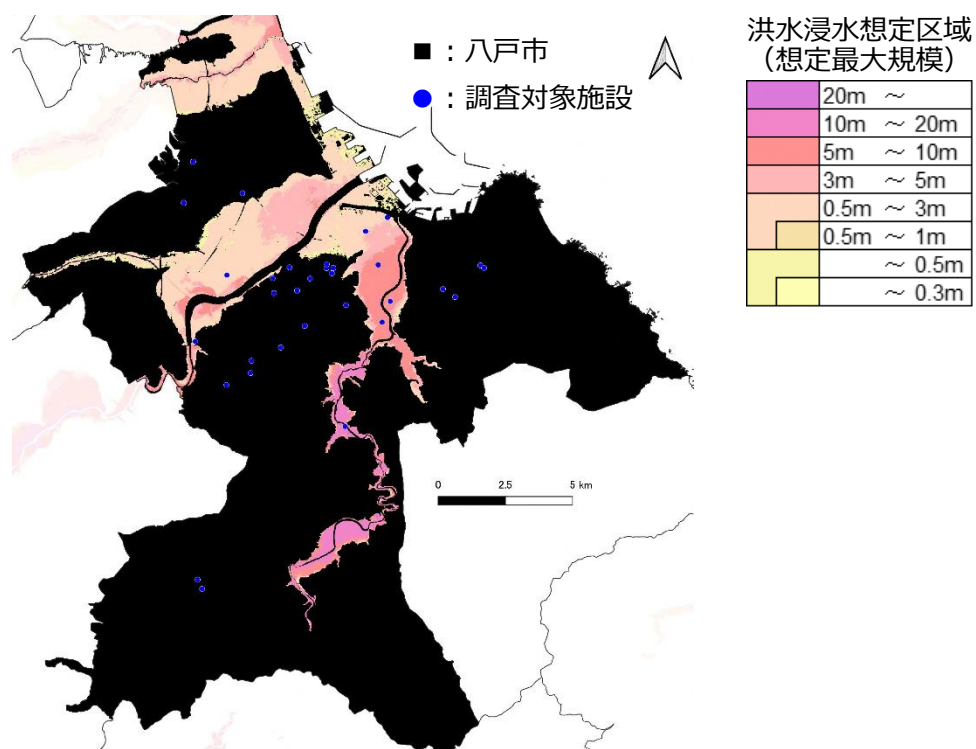 ■：八戸市
●：調査対象施設
洪水浸水想定区域
（想定最大規模）
20m ～
10m ～ 20m
5m ～ 10m
3m ～ 5m
0.5m ～ 3m
0.5m ～ 1m
～ 0.5m
～ 0.3m
0 2.5 5 km